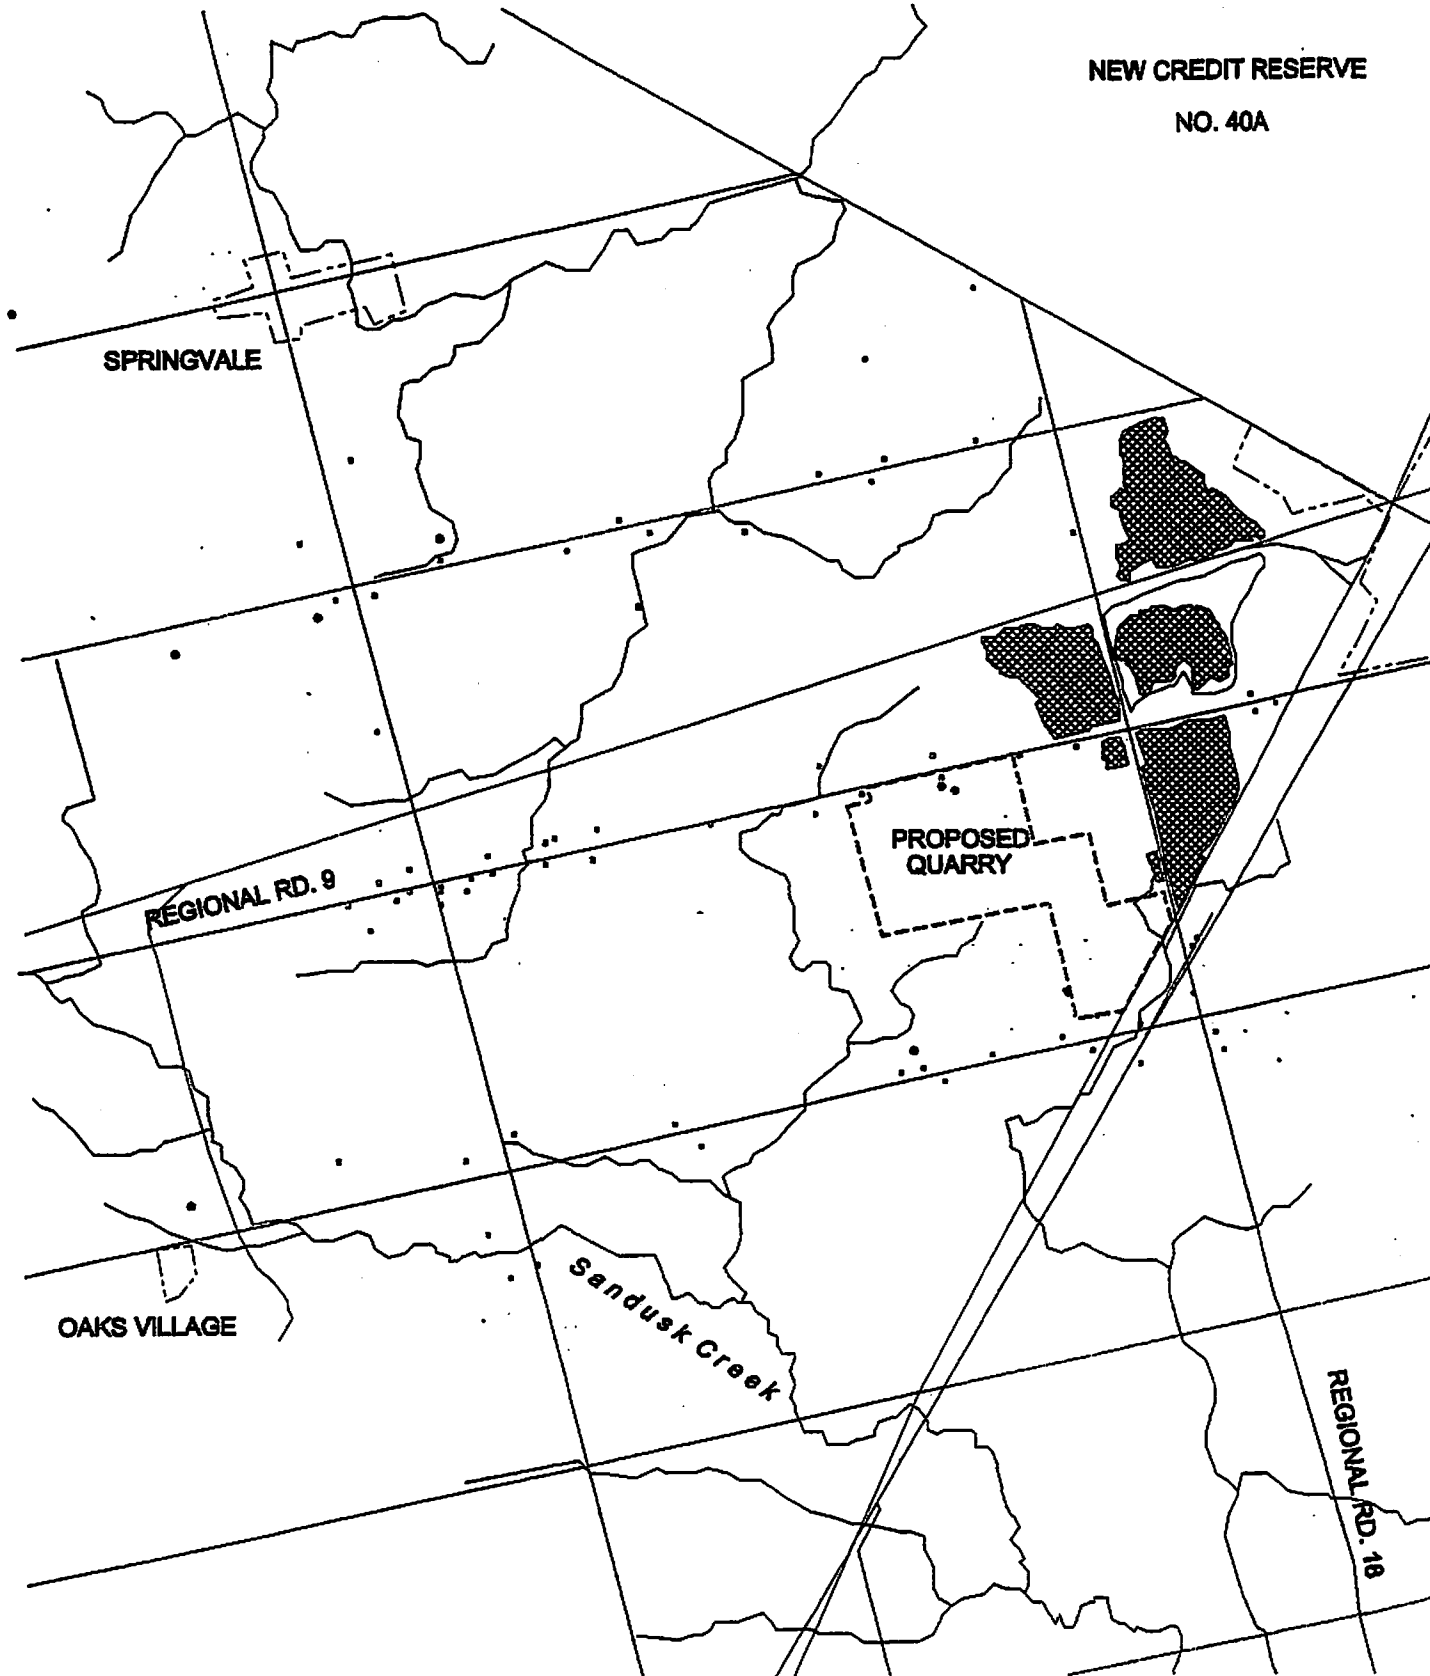 NEW CREDIT RESERVE
NO. 40A
SPRINGVALE
PROPOSED
QUARRY
REGIONAL RD. 9
Sandusk Creek
OAKS VILLAGE
REGIONAL RD. 18